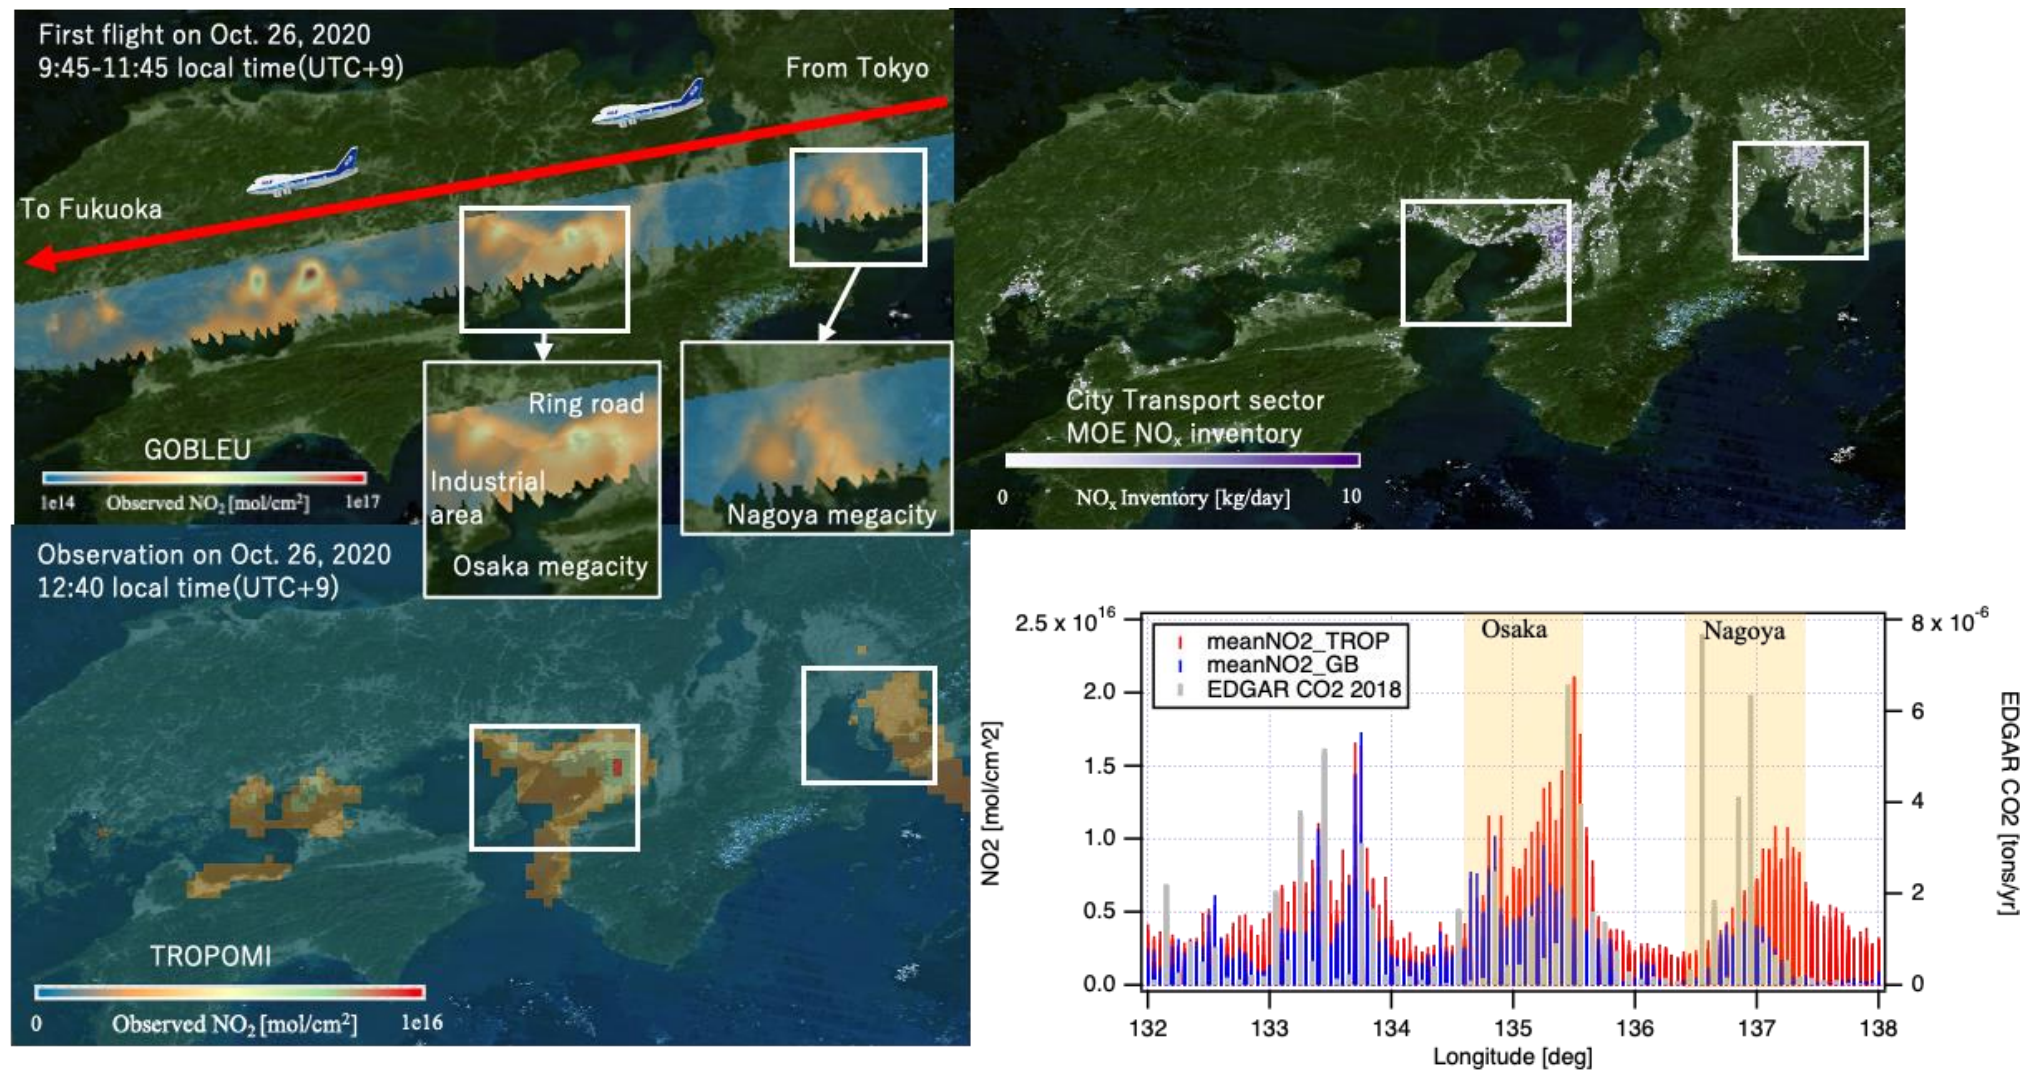 First flight on Oct. 26, 2020
9:45-11:45 local time(UTC+9)
From Tokyo
To Fukuoka
GOBLEU
1e14 Observed NO2 [mol/cm²] 1e17
Ring road
Industrial
area
Osaka megacity
Nagoya megacity
City Transport sector
MOE NOx inventory
0 NOx Inventory [kg/day] 10
Observation on Oct. 26, 2020
12:40 local time(UTC+9)
TROPOMI
0 Observed NO2 [mol/cm²] 1e16
2.5 x 10¹⁶
2.0
1.5
1.0
0.5
0.0
NO2 [mol/cm^2]
meanNO2_TROP
meanNO2_GB
EDGAR CO2 2018
Osaka
Nagoya
8 x 10⁻⁶
6
4
2
0
EDGAR CO2 [tons/yr]
132 133 134 135 136 137 138
Longitude [deg]